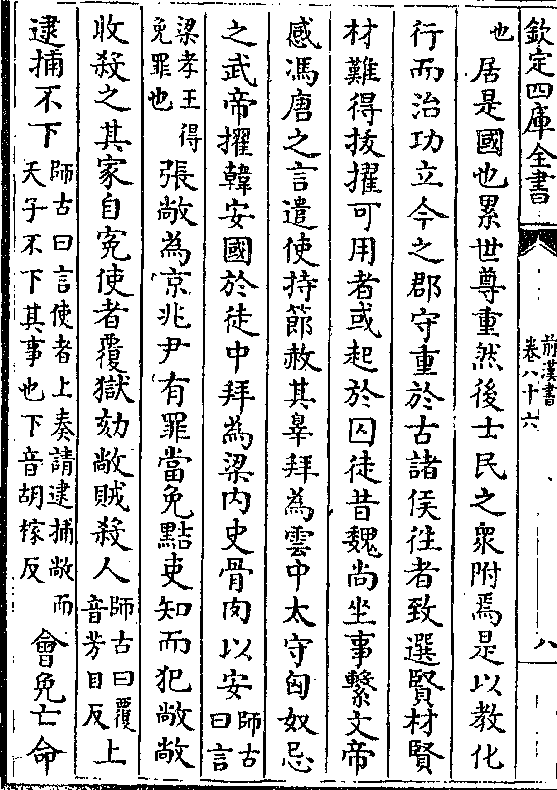 欽定四庫全書
前漢書
卷八十六
八
也居是國也累世尊重然後士民之衆附焉是以教化
行而治功立今之郡守重於古諸侯往者致選賢材賢
材難得拔擢可用者或起於囚徒昔魏尚坐事繫文帝
感馮唐之言遣使持節赦其辠拜為雲中太守匈奴忌
之武帝擢韓安國於徒中拜為梁內史骨肉以安師古曰言
梁孝王得免罪也張敞為京兆尹有罪當免黠吏知而犯敞敞
收殺之其家自冤使者覆獄劾敞賊殺人師古曰覆音芳目反上
逮捕不下師古曰言使者上奏請逮捕敞而天子不下其事也下音胡稼反會免亡命